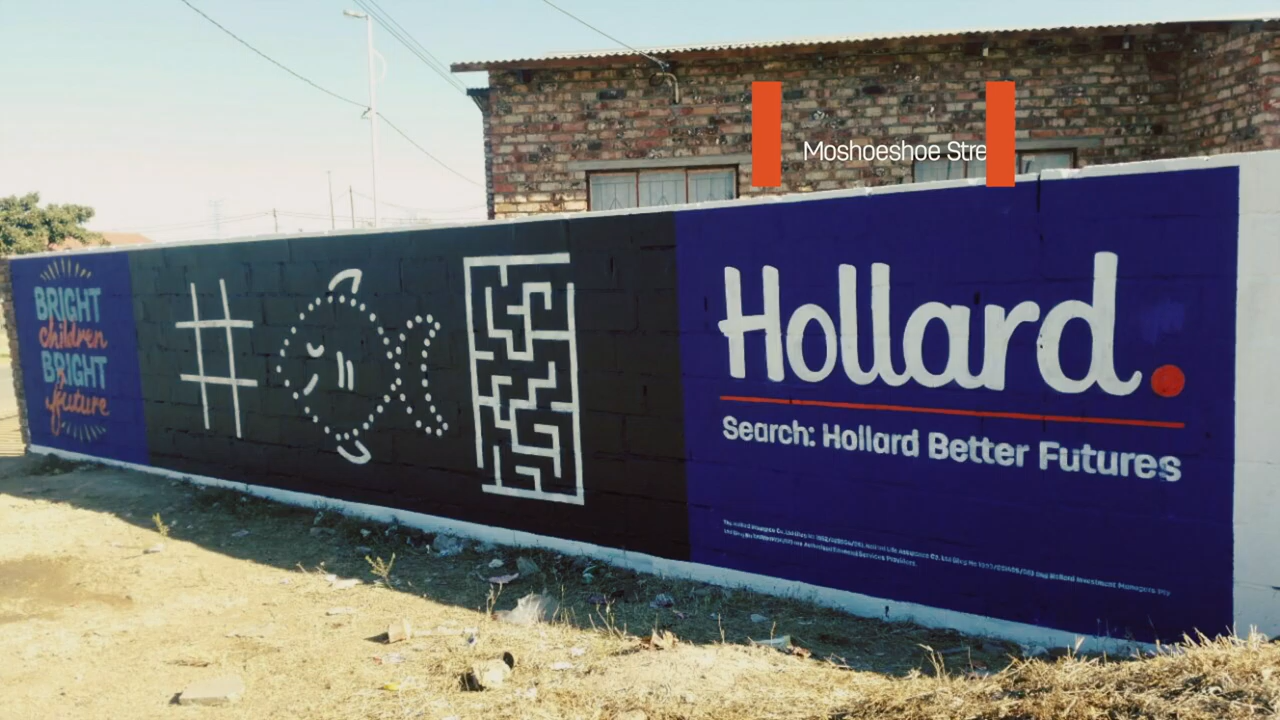 Moshoeshoe Stre
BRIGHT
children
BRIGHT
future
#
Hollard.
Search: Hollard Better Futures